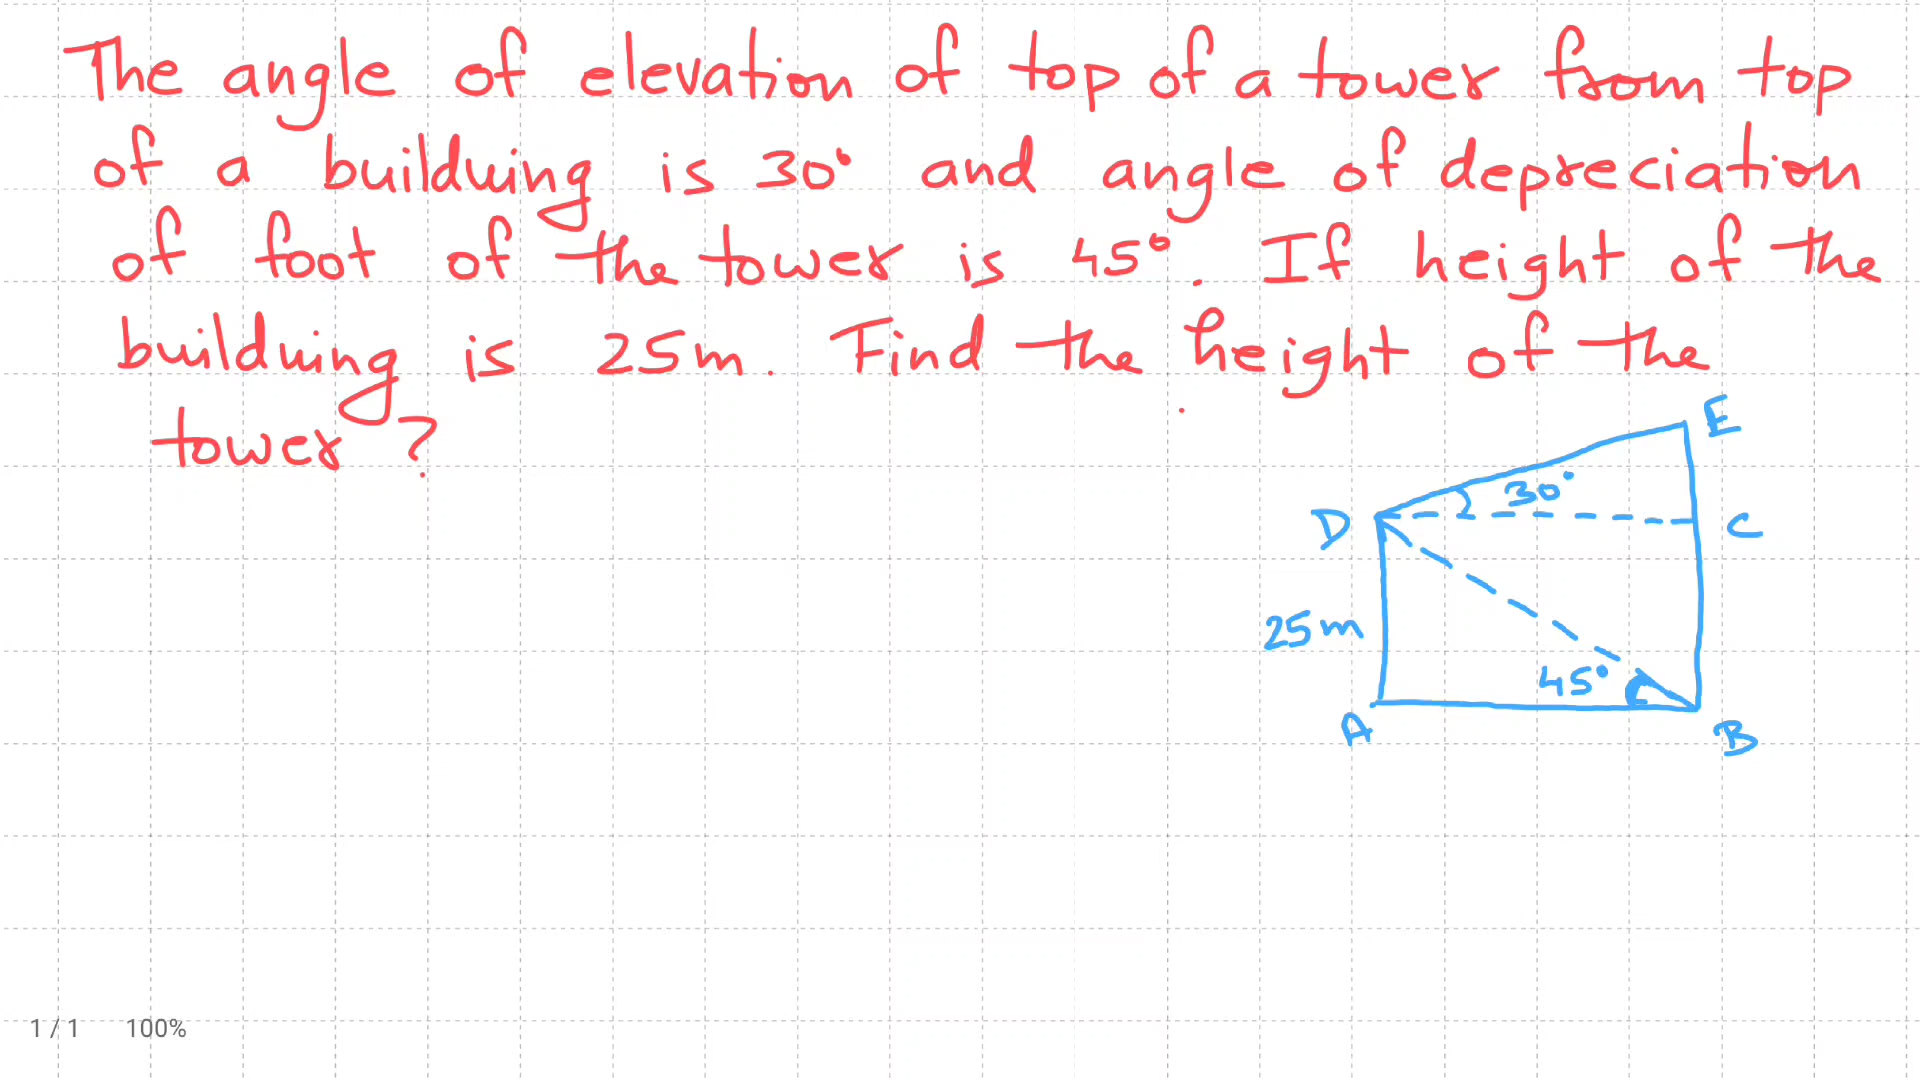 The angle of elevation of top of a tower from top
of a builduing is 30° and angle of depreciation
of foot of the tower is 45°. If height of the
builduing is 25m. Find the height of the
tower?
E
30°
D
C
25m
45°
A
B
1/1 100%